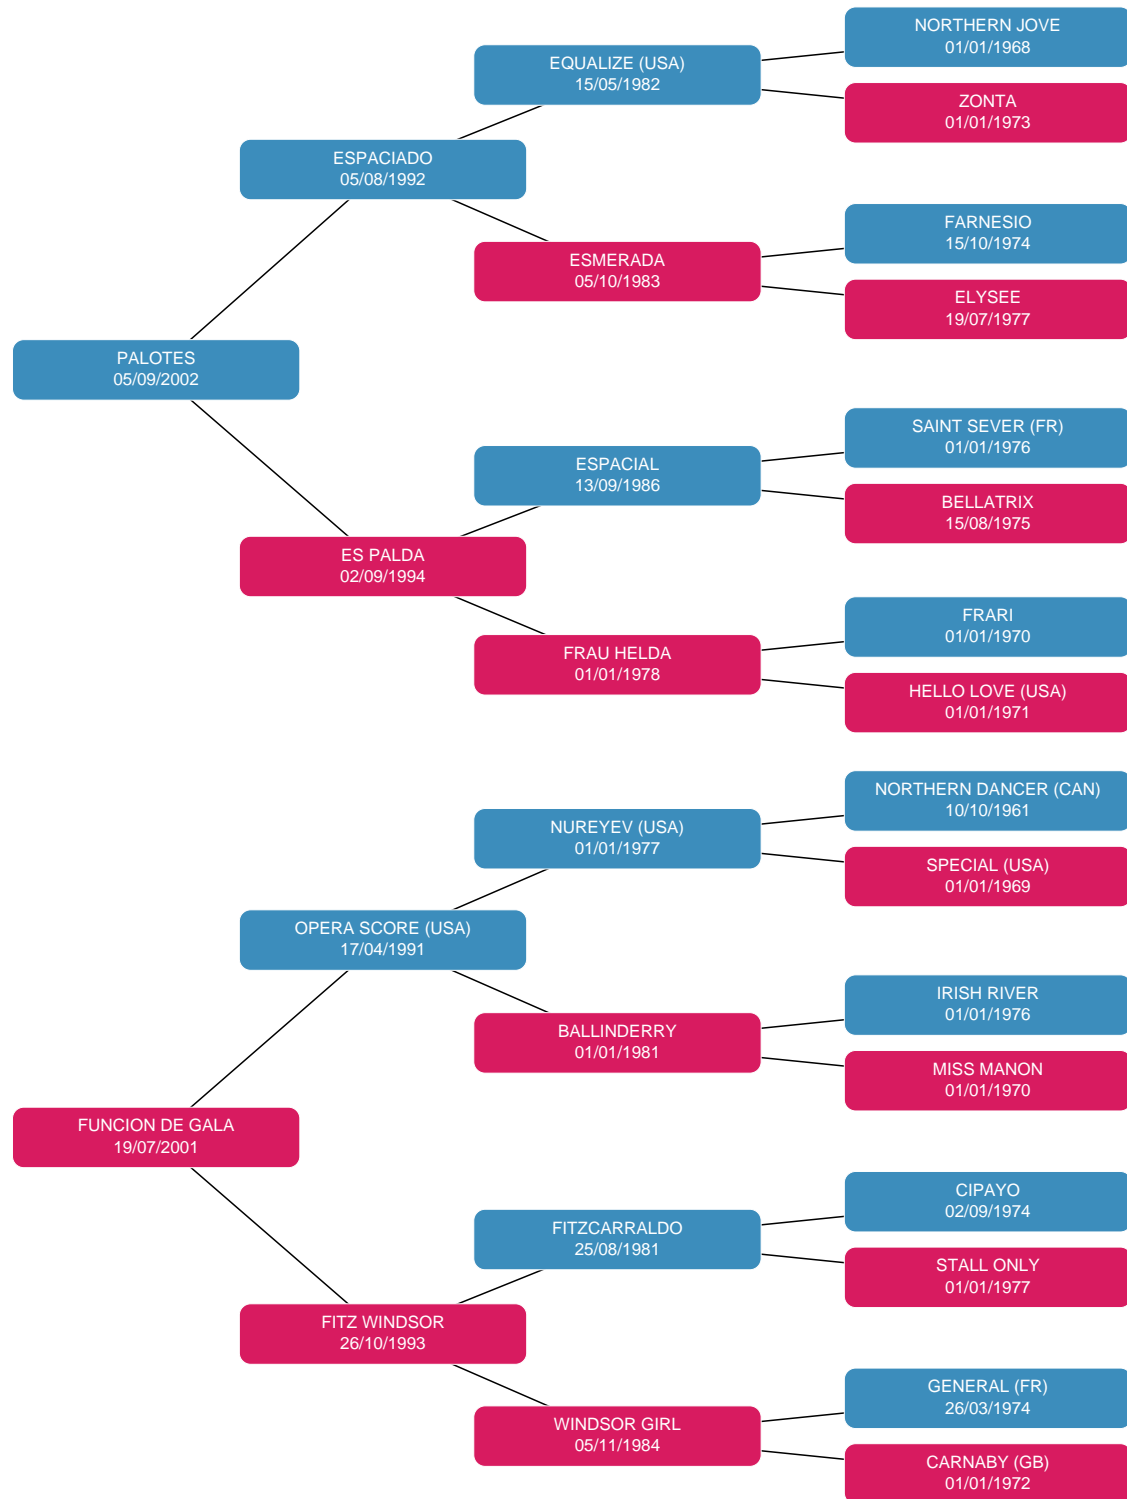 NORTHERN JOVE
01/01/1968
EQUALIZE (USA)
15/05/1982
ZONTA
01/01/1973
ESPACIADO
05/08/1992
FARNESIO
15/10/1974
ESMERADA
05/10/1983
ELYSEE
19/07/1977
PALOTES
05/09/2002
SAINT SEVER (FR)
01/01/1976
ESPACIAL
13/09/1986
BELLATRIX
15/08/1975
ES PALDA
02/09/1994
FRARI
01/01/1970
FRAU HELDA
01/01/1978
HELLO LOVE (USA)
01/01/1971
NORTHERN DANCER (CAN)
10/10/1961
NUREYEV (USA)
01/01/1977
SPECIAL (USA)
01/01/1969
OPERA SCORE (USA)
17/04/1991
IRISH RIVER
01/01/1976
BALLINDERRY
01/01/1981
MISS MANON
01/01/1970
FUNCION DE GALA
19/07/2001
CIPAYO
02/09/1974
FITZCARRALDO
25/08/1981
STALL ONLY
01/01/1977
FITZ WINDSOR
26/10/1993
GENERAL (FR)
26/03/1974
WINDSOR GIRL
05/11/1984
CARNABY (GB)
01/01/1972